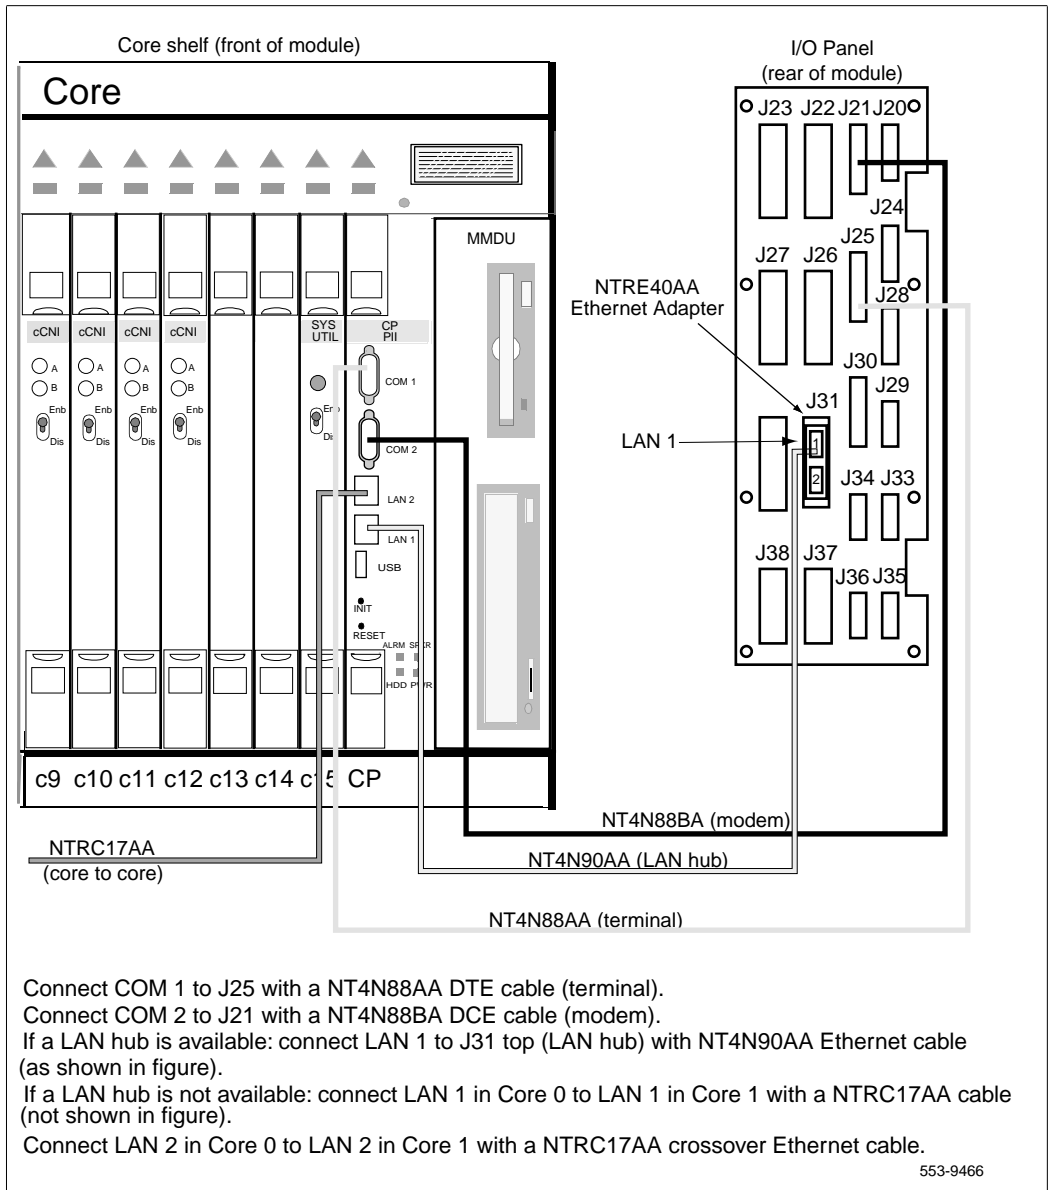 Core shelf (front of module)
I/O Panel
(rear of module)
Core
J23 J22 J21 J20
J24
J25
MMDU
J27 J26
NTRE40AA
Ethernet Adapter
J28
cCNI cCNI cCNI cCNI
SYS
UTIL
CP
PII
A A A A
B B B B
COM 1
J30
J29
J31
Enb Enb Enb Enb Enb
Dis Dis Dis Dis Dis
LAN 1
1
COM 2
2
J34 J33
LAN 2
LAN 1
J38 J37
USB
J36 J35
INIT
RESET
ALRM SPKR
HDD PWR
c9 c10 c11 c12 c13 c14 c15 CP
NT4N88BA (modem)
NTRC17AA
(core to core)
NT4N90AA (LAN hub)
NT4N88AA (terminal)
Connect COM 1 to J25 with a NT4N88AA DTE cable (terminal).
Connect COM 2 to J21 with a NT4N88BA DCE cable (modem).
If a LAN hub is available: connect LAN 1 to J31 top (LAN hub) with NT4N90AA Ethernet cable
(as shown in figure).
If a LAN hub is not available: connect LAN 1 in Core 0 to LAN 1 in Core 1 with a NTRC17AA cable
(not shown in figure).
Connect LAN 2 in Core 0 to LAN 2 in Core 1 with a NTRC17AA crossover Ethernet cable.
553-9466